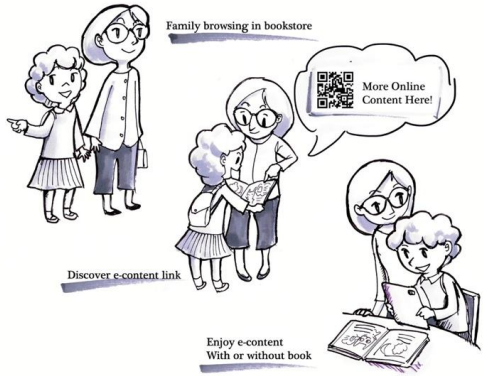 Family browsing in bookstore
More Online
Content Here!
Discover e-content link
Enjoy e-content
With or without book